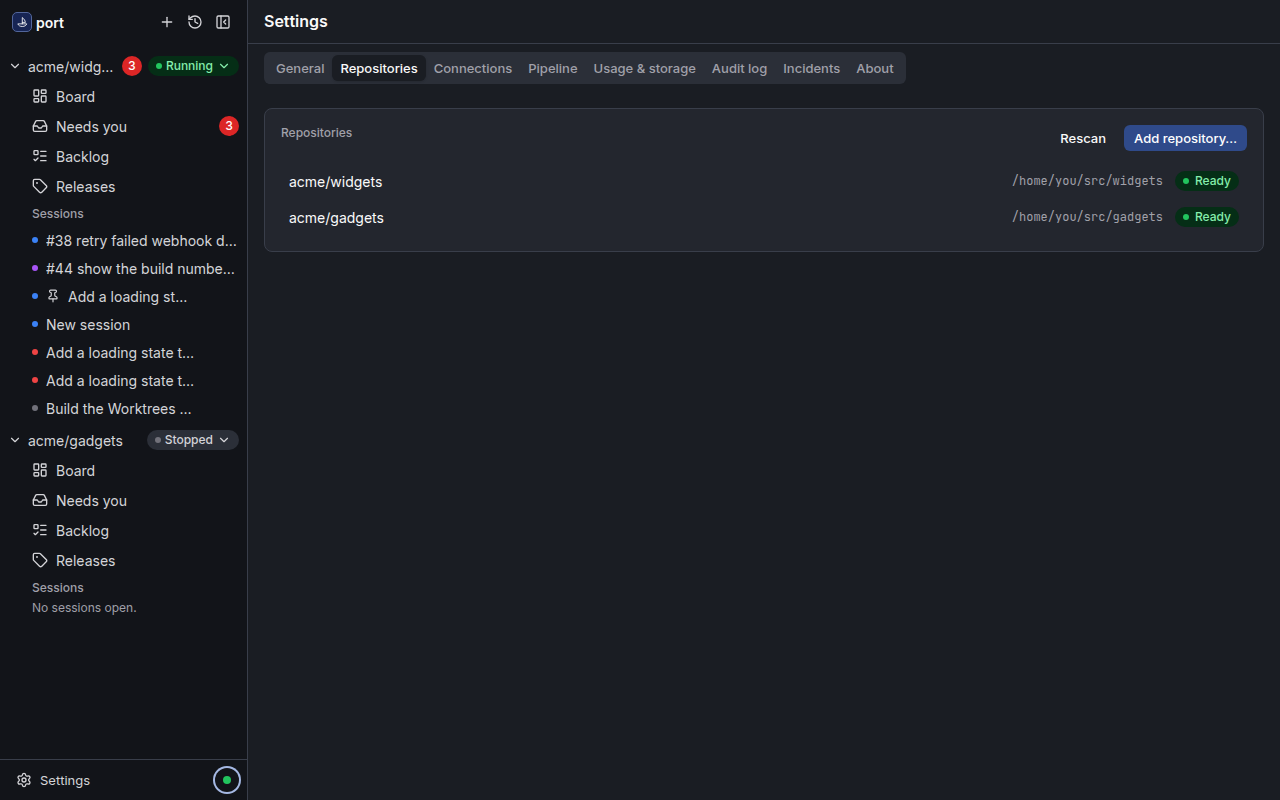 port
acme/widg... 3 Running
Board
Needs you 3
Backlog
Releases
Sessions
#38 retry failed webhook d...
#44 show the build numbe...
Add a loading st...
New session
Add a loading state t...
Add a loading state t...
Build the Worktrees ...
acme/gadgets Stopped
Board
Needs you
Backlog
Releases
Sessions
No sessions open.
Settings
Settings
General Repositories Connections Pipeline Usage & storage Audit log Incidents About
Repositories Rescan Add repository...
acme/widgets /home/you/src/widgets Ready
acme/gadgets /home/you/src/gadgets Ready